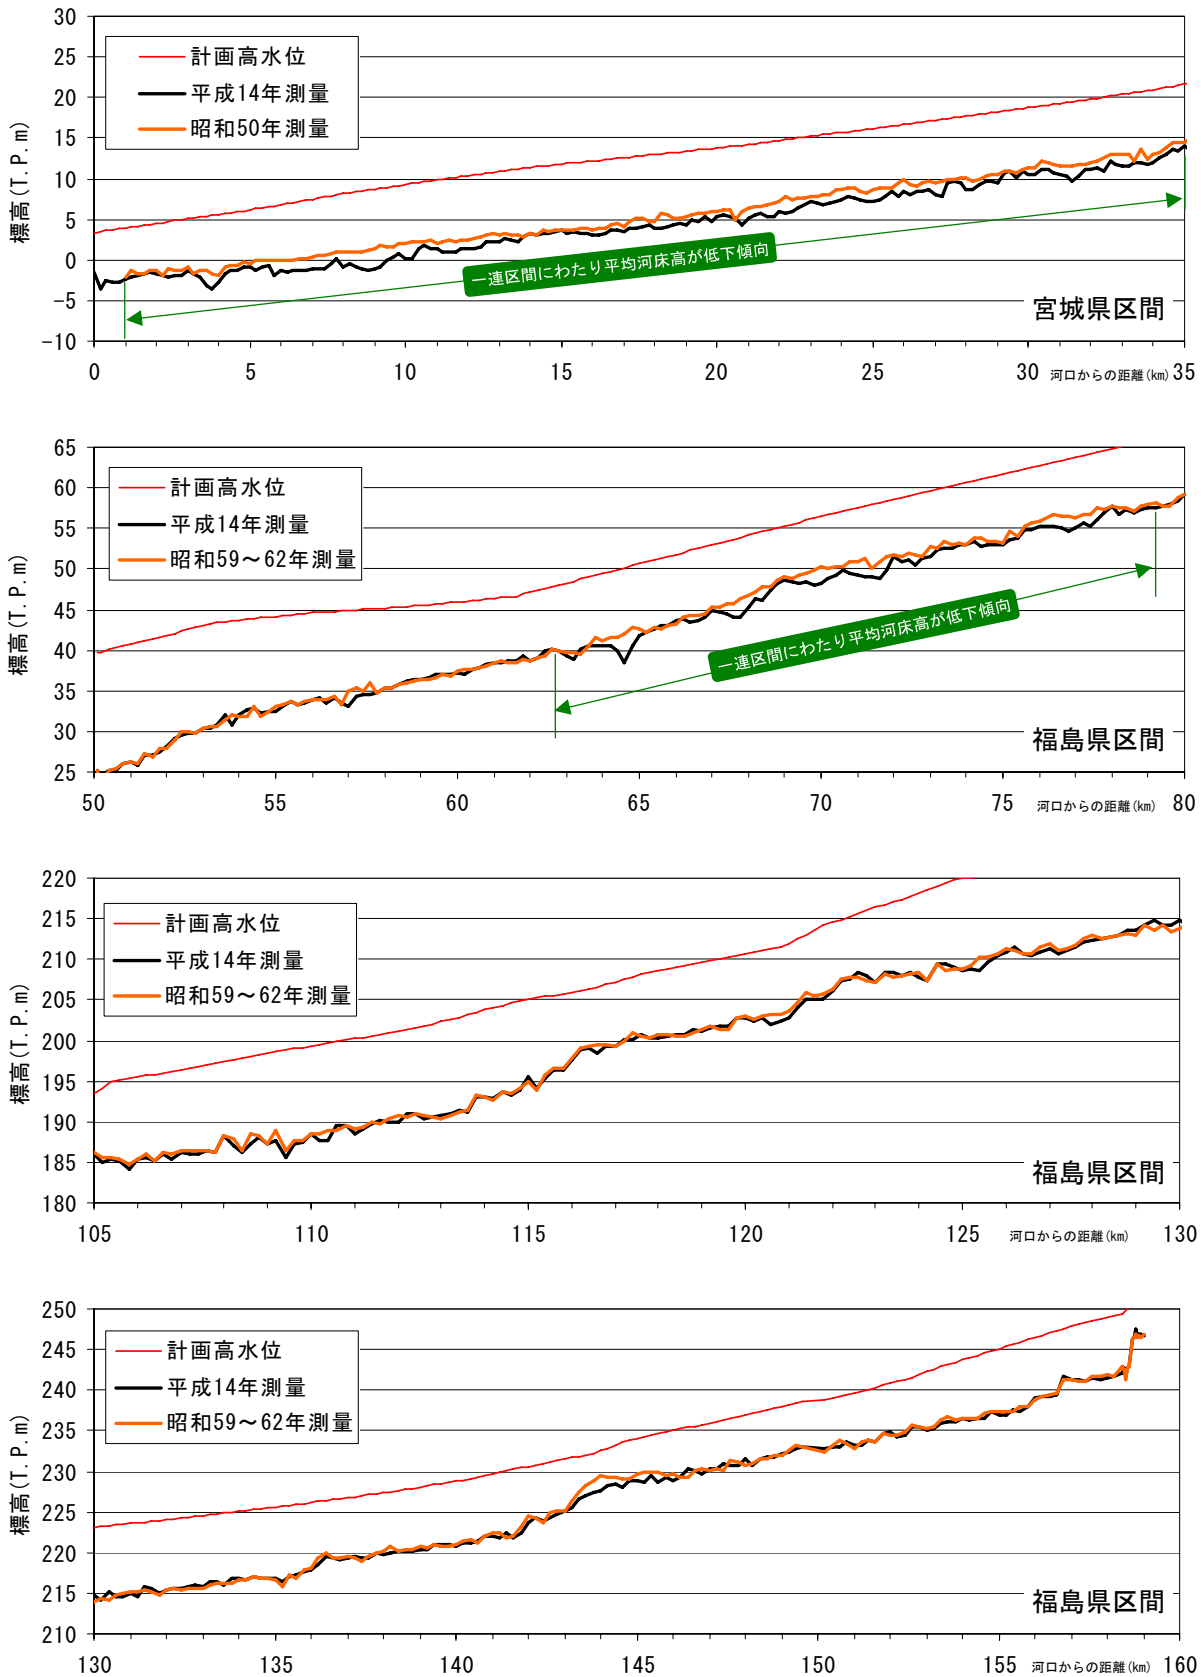 標高(T.P.m)
30
25
20
15
10
5
0
-5
-10
計画高水位
平成14年測量
昭和50年測量
一連区間にわたり平均河床高が低下傾向
宮城県区間
0 5 10 15 20 25 30 河口からの距離(km) 35
標高(T.P.m)
65
60
55
50
45
40
35
30
25
計画高水位
平成14年測量
昭和59～62年測量
一連区間にわたり平均河床高が低下傾向
福島県区間
50 55 60 65 70 75 河口からの距離(km) 80
標高(T.P.m)
220
215
210
205
200
195
190
185
180
計画高水位
平成14年測量
昭和59～62年測量
福島県区間
105 110 115 120 125 河口からの距離(km) 130
標高(T.P.m)
250
245
240
235
230
225
220
215
210
計画高水位
平成14年測量
昭和59～62年測量
福島県区間
130 135 140 145 150 155 河口からの距離(km) 160